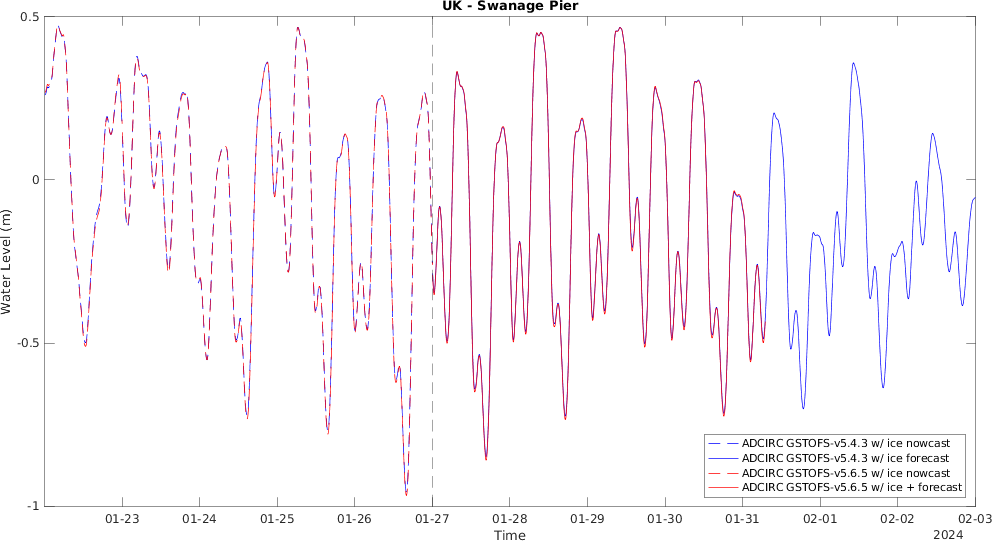 UK - Swanage Pier
0.5
0
-0.5
-1
Water Level (m)
01-23 01-24 01-25 01-26 01-27 01-28 01-29 01-30 01-31 02-01 02-02 02-03
Time
2024
ADCIRC GSTOFS-v5.4.3 w/ ice nowcast
ADCIRC GSTOFS-v5.4.3 w/ ice forecast
ADCIRC GSTOFS-v5.6.5 w/ ice nowcast
ADCIRC GSTOFS-v5.6.5 w/ ice + forecast